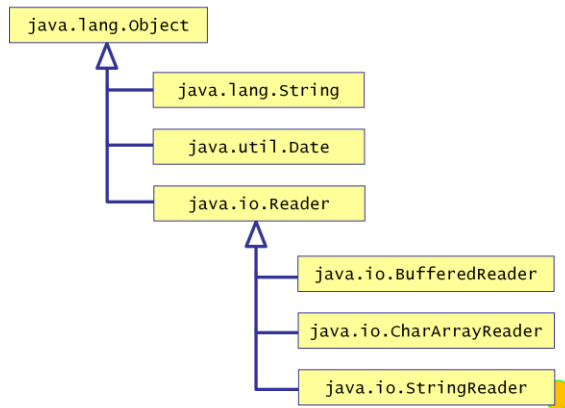 java.lang.Object
java.lang.String
java.util.Date
java.io.Reader
java.io.BufferedReader
java.io.CharArrayReader
java.io.StringReader